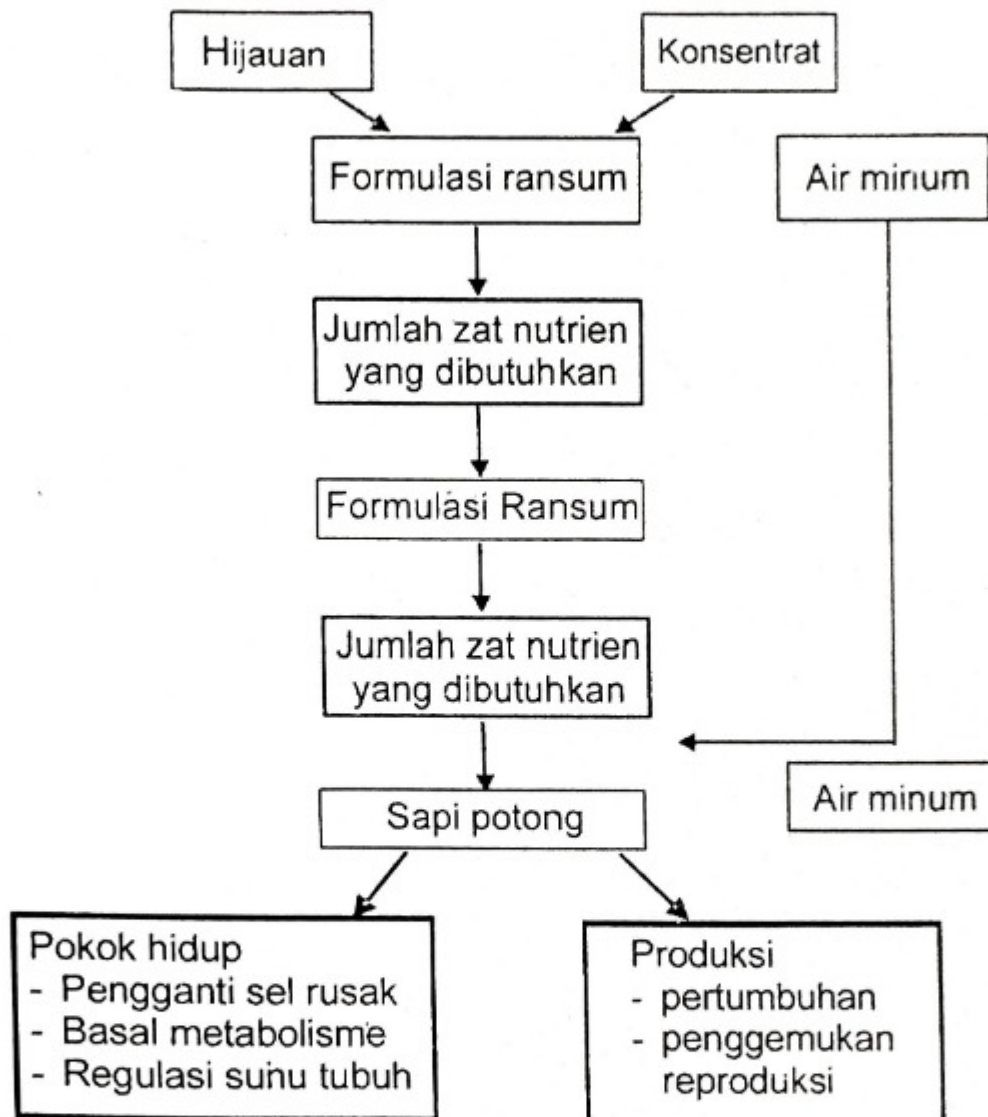 Hijauan
Konsentrat
Formulasi ransum
Air minum
Jumlah zat nutrien
yang dibutuhkan
Formulasi Ransum
Jumlah zat nutrien
yang dibutuhkan
Air minum
Sapi potong
Pokok hidup
- Pengganti sel rusak
- Basal metabolisme
- Regulasi suhu tubuh
Produksi
- pertumbuhan
- penggemukan
reproduksi